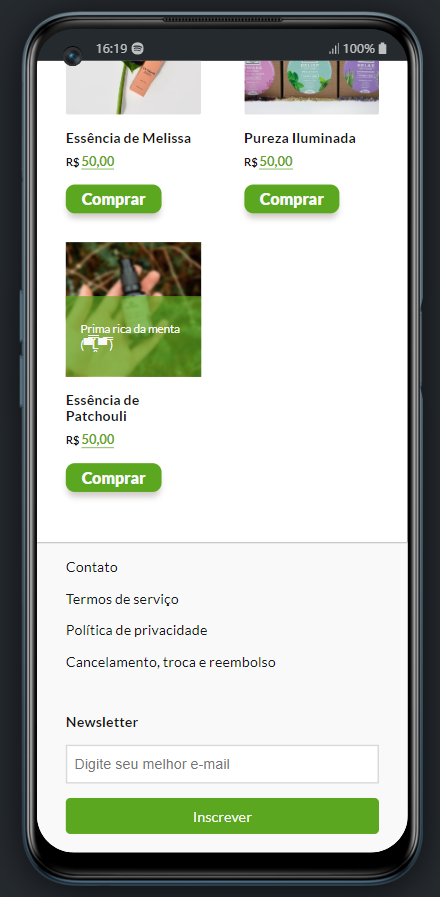 16:19 100%
Essência de Melissa Pureza Iluminada
R$ 50,00 R$ 50,00
Comprar Comprar
Prima rica da menta
Essência de
Patchouli
R$ 50,00
Comprar
Contato
Termos de serviço
Política de privacidade
Cancelamento, troca e reembolso
Newsletter
Digite seu melhor e-mail
Inscrever